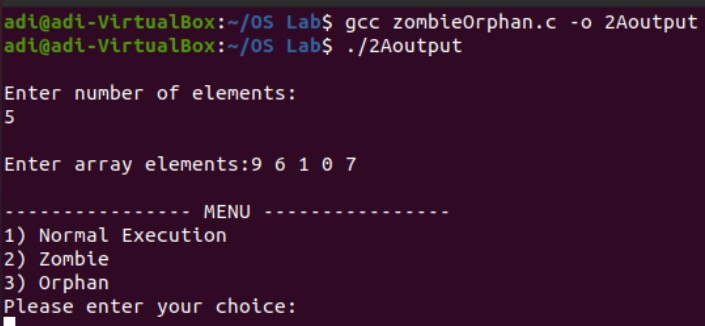 adi@adi-VirtualBox:~/OS Lab$ gcc zombieOrphan.c -o 2Aoutput
adi@adi-VirtualBox:~/OS Lab$ ./2Aoutput
Enter number of elements:
5
Enter array elements:9 6 1 0 7
---------------- MENU ----------------
1) Normal Execution
2) Zombie
3) Orphan
Please enter your choice: